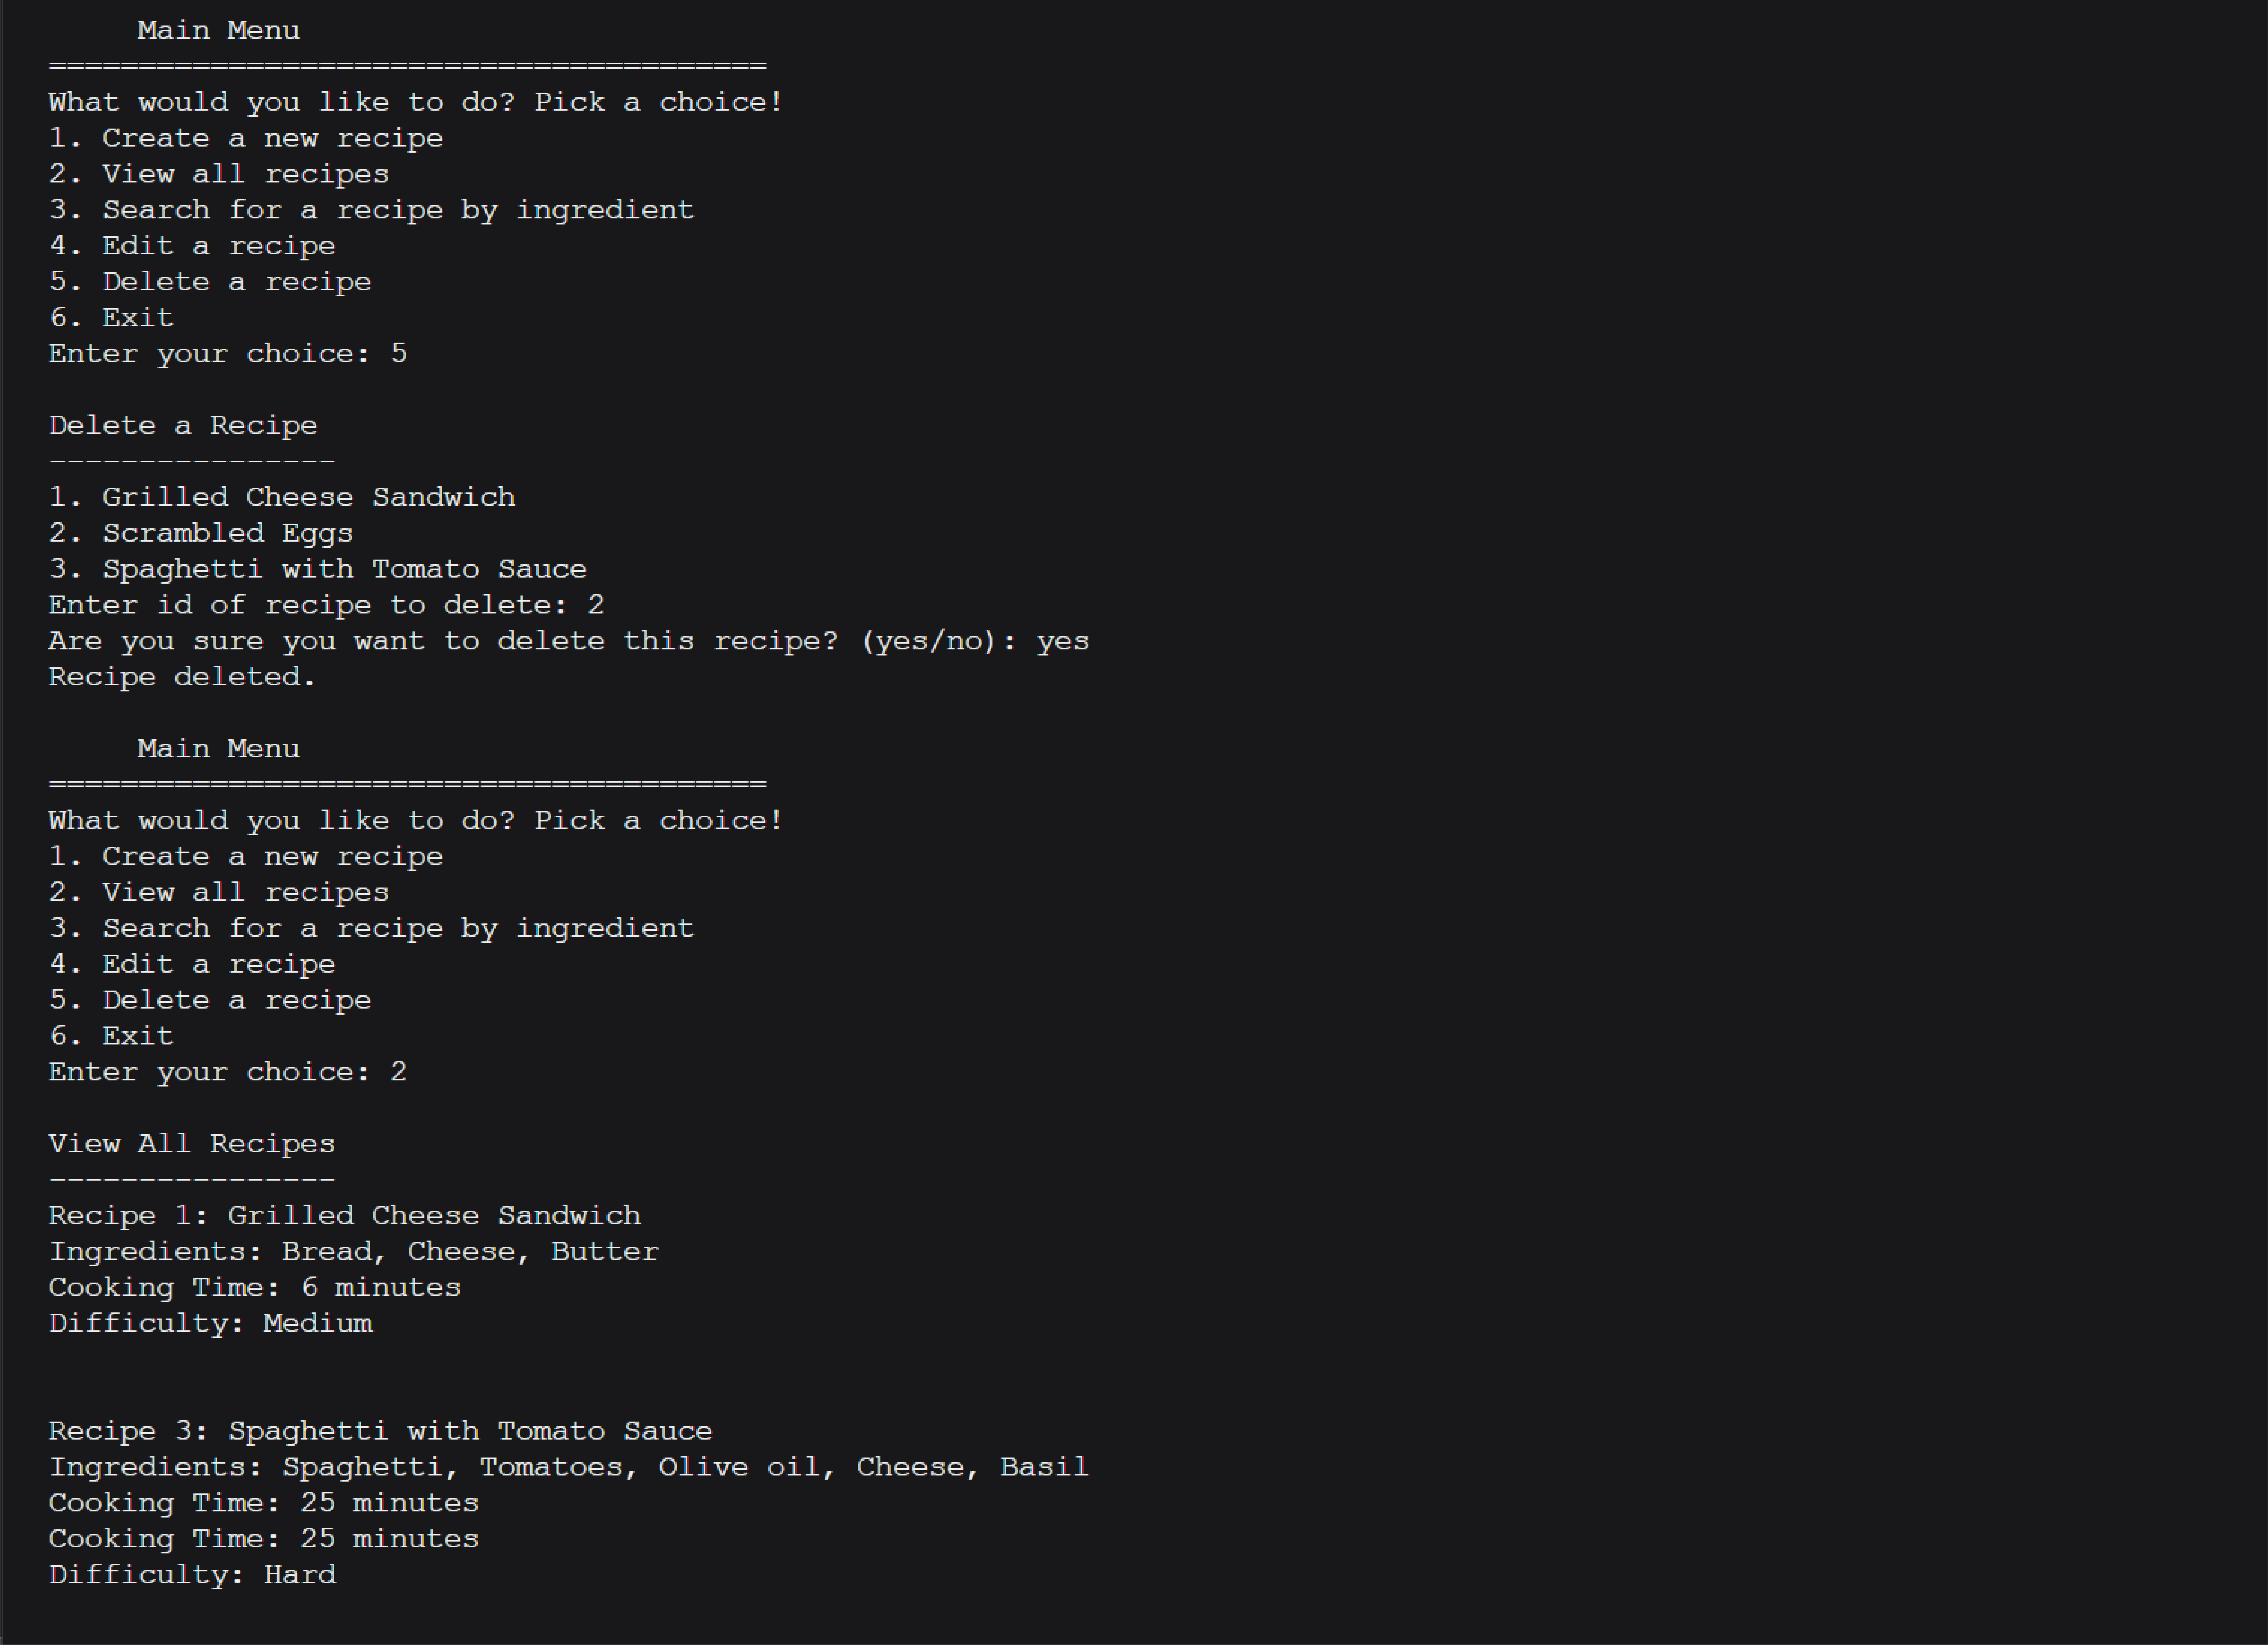 Main Menu
========================================
What would you like to do? Pick a choice!
1. Create a new recipe
2. View all recipes
3. Search for a recipe by ingredient
4. Edit a recipe
5. Delete a recipe
6. Exit
Enter your choice: 5
Delete a Recipe
----------------
1. Grilled Cheese Sandwich
2. Scrambled Eggs
3. Spaghetti with Tomato Sauce
Enter id of recipe to delete: 2
Are you sure you want to delete this recipe? (yes/no): yes
Recipe deleted.
Main Menu
========================================
What would you like to do? Pick a choice!
1. Create a new recipe
2. View all recipes
3. Search for a recipe by ingredient
4. Edit a recipe
5. Delete a recipe
6. Exit
Enter your choice: 2
View All Recipes
----------------
Recipe 1: Grilled Cheese Sandwich
Ingredients: Bread, Cheese, Butter
Cooking Time: 6 minutes
Difficulty: Medium
Recipe 3: Spaghetti with Tomato Sauce
Ingredients: Spaghetti, Tomatoes, Olive oil, Cheese, Basil
Cooking Time: 25 minutes
Cooking Time: 25 minutes
Difficulty: Hard